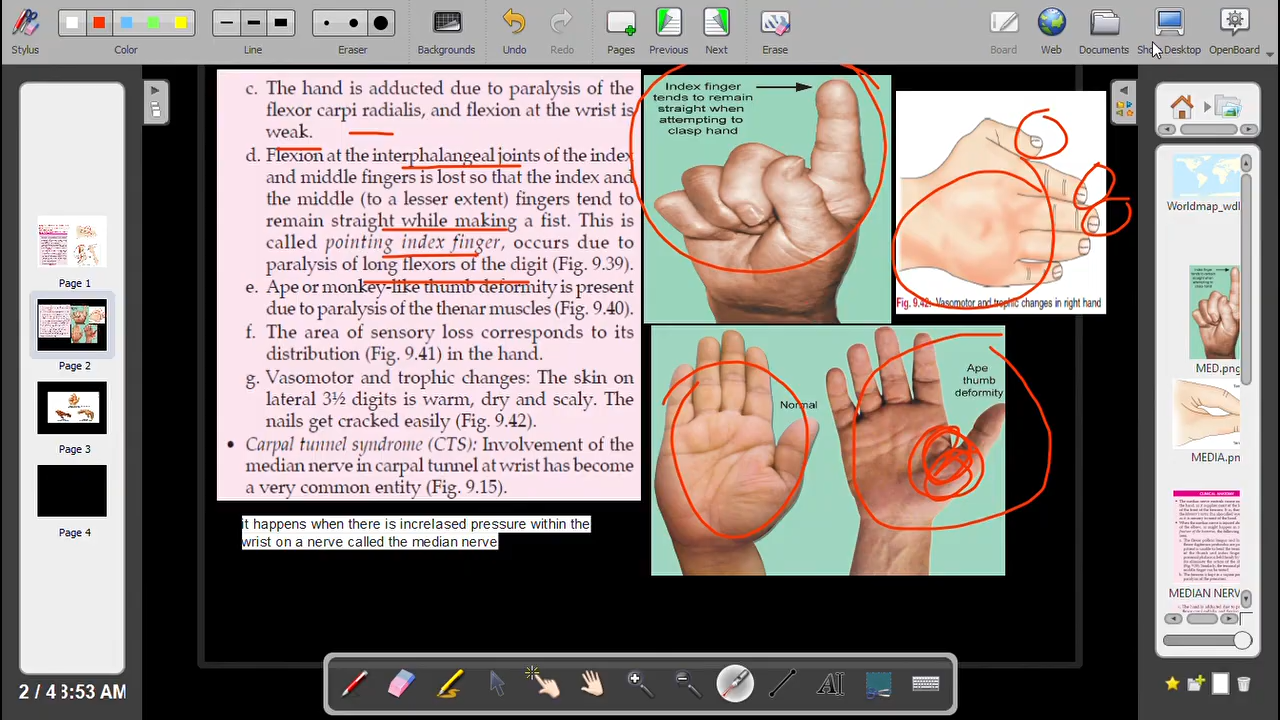 Stylus
Color
Line
Eraser
Backgrounds
Undo
Redo
Pages
Previous
Next
Erase
Board
Web
Documents
Desktop
OpenBoard
c. The hand is adducted due to paralysis of the
flexor carpi radialis, and flexion at the wrist is
weak.
d. Flexion at the interphalangeal joints of the index
and middle fingers is lost so that the index and
the middle (to a lesser extent) fingers tend to
remain straight while making a fist. This is
called pointing index finger, occurs due to
paralysis of long flexors of the digit (Fig. 9.39).
e. Ape or monkey-like thumb deformity is present
due to paralysis of the thenar muscles (Fig. 9.40).
f. The area of sensory loss corresponds to its
distribution (Fig. 9.41) in the hand.
g. Vasomotor and trophic changes: The skin on
lateral 3½ digits is warm, dry and scaly. The
nails get cracked easily (Fig. 9.42).
• Carpal tunnel syndrome (CTS): Involvement of the
median nerve in carpal tunnel at wrist has become
a very common entity (Fig. 9.15).
it happens when there is increased within the
wrist on a nerve called the median nerve
Index finger
tends to remain
straight when
attempting to
clasp hand
Fig. 9.42: Vasomotor and trophic changes in right hand
Normal
Ape
thumb
deformity
Page 1
Page 2
Page 3
Page 4
2 / 4
3:53 AM
Worldmap_wdl
MED.png
MEDIA.pn
CLINICAL ANATOMY
MEDIAN NERV
AI